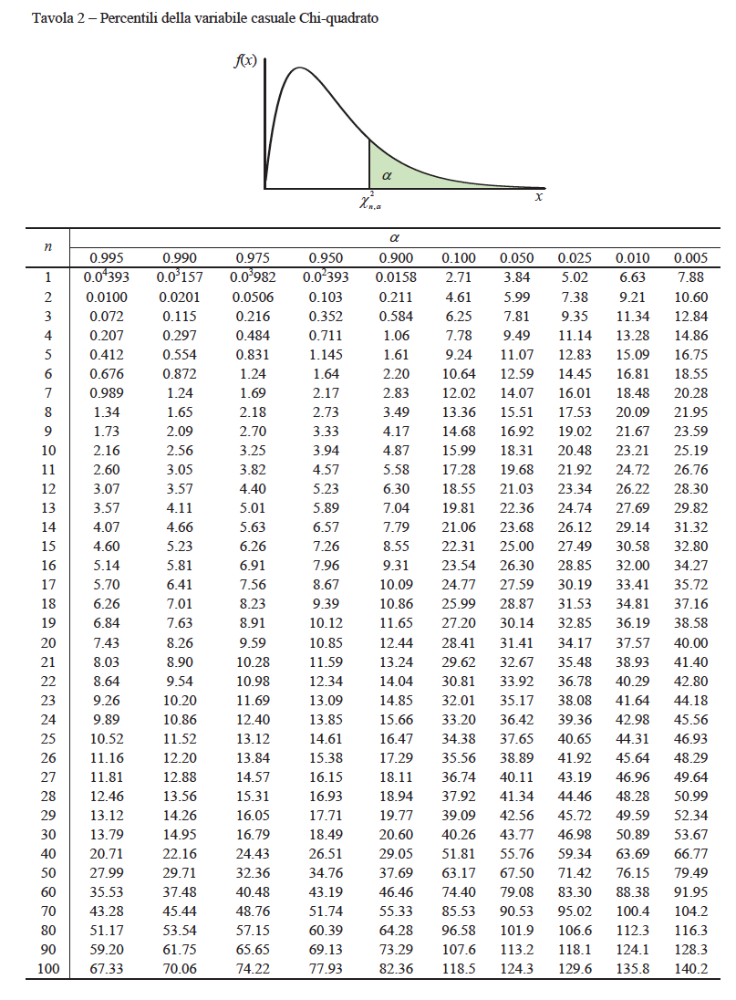 Tavola 2 – Percentili della variabile casuale Chi-quadrato
f(x)
α
χ²n,α
x
n α
0.995 0.990 0.975 0.950 0.900 0.100 0.050 0.025 0.010 0.005
1 0.0⁴393 0.0³157 0.0³982 0.0²393 0.0158 2.71 3.84 5.02 6.63 7.88
2 0.0100 0.0201 0.0506 0.103 0.211 4.61 5.99 7.38 9.21 10.60
3 0.072 0.115 0.216 0.352 0.584 6.25 7.81 9.35 11.34 12.84
4 0.207 0.297 0.484 0.711 1.06 7.78 9.49 11.14 13.28 14.86
5 0.412 0.554 0.831 1.145 1.61 9.24 11.07 12.83 15.09 16.75
6 0.676 0.872 1.24 1.64 2.20 10.64 12.59 14.45 16.81 18.55
7 0.989 1.24 1.69 2.17 2.83 12.02 14.07 16.01 18.48 20.28
8 1.34 1.65 2.18 2.73 3.49 13.36 15.51 17.53 20.09 21.95
9 1.73 2.09 2.70 3.33 4.17 14.68 16.92 19.02 21.67 23.59
10 2.16 2.56 3.25 3.94 4.87 15.99 18.31 20.48 23.21 25.19
11 2.60 3.05 3.82 4.57 5.58 17.28 19.68 21.92 24.72 26.76
12 3.07 3.57 4.40 5.23 6.30 18.55 21.03 23.34 26.22 28.30
13 3.57 4.11 5.01 5.89 7.04 19.81 22.36 24.74 27.69 29.82
14 4.07 4.66 5.63 6.57 7.79 21.06 23.68 26.12 29.14 31.32
15 4.60 5.23 6.26 7.26 8.55 22.31 25.00 27.49 30.58 32.80
16 5.14 5.81 6.91 7.96 9.31 23.54 26.30 28.85 32.00 34.27
17 5.70 6.41 7.56 8.67 10.09 24.77 27.59 30.19 33.41 35.72
18 6.26 7.01 8.23 9.39 10.86 25.99 28.87 31.53 34.81 37.16
19 6.84 7.63 8.91 10.12 11.65 27.20 30.14 32.85 36.19 38.58
20 7.43 8.26 9.59 10.85 12.44 28.41 31.41 34.17 37.57 40.00
21 8.03 8.90 10.28 11.59 13.24 29.62 32.67 35.48 38.93 41.40
22 8.64 9.54 10.98 12.34 14.04 30.81 33.92 36.78 40.29 42.80
23 9.26 10.20 11.69 13.09 14.85 32.01 35.17 38.08 41.64 44.18
24 9.89 10.86 12.40 13.85 15.66 33.20 36.42 39.36 42.98 45.56
25 10.52 11.52 13.12 14.61 16.47 34.38 37.65 40.65 44.31 46.93
26 11.16 12.20 13.84 15.38 17.29 35.56 38.89 41.92 45.64 48.29
27 11.81 12.88 14.57 16.15 18.11 36.74 40.11 43.19 46.96 49.64
28 12.46 13.56 15.31 16.93 18.94 37.92 41.34 44.46 48.28 50.99
29 13.12 14.26 16.05 17.71 19.77 39.09 42.56 45.72 49.59 52.34
30 13.79 14.95 16.79 18.49 20.60 40.26 43.77 46.98 50.89 53.67
40 20.71 22.16 24.43 26.51 29.05 51.81 55.76 59.34 63.69 66.77
50 27.99 29.71 32.36 34.76 37.69 63.17 67.50 71.42 76.15 79.49
60 35.53 37.48 40.48 43.19 46.46 74.40 79.08 83.30 88.38 91.95
70 43.28 45.44 48.76 51.74 55.33 85.53 90.53 95.02 100.4 104.2
80 51.17 53.54 57.15 60.39 64.28 96.58 101.9 106.6 112.3 116.3
90 59.20 61.75 65.65 69.13 73.29 107.6 113.2 118.1 124.1 128.3
100 67.33 70.06 74.22 77.93 82.36 118.5 124.3 129.6 135.8 140.2